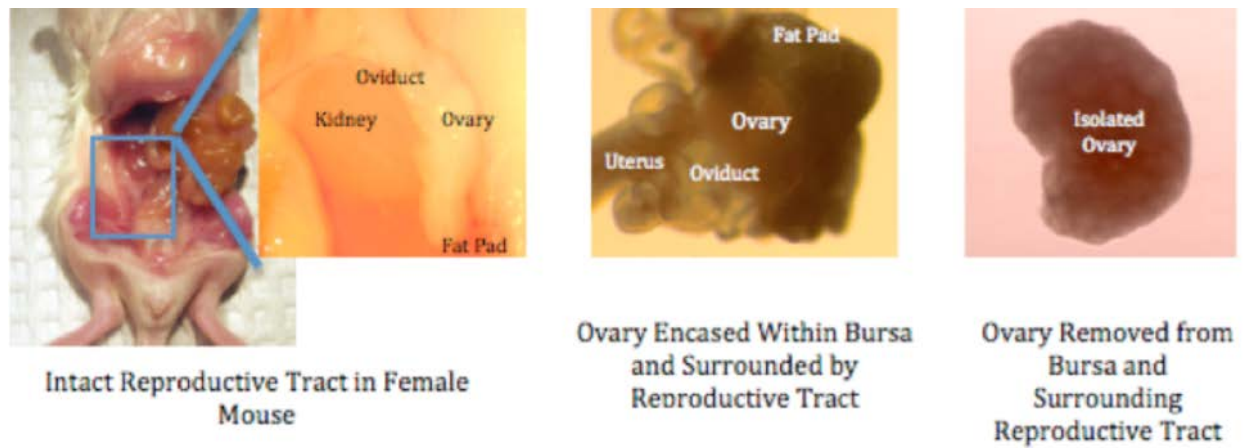 Oviduct
Kidney
Ovary
Fat Pad
Fat Pad
Ovary
Uterus
Oviduct
Isolated
Ovary
Intact Reproductive Tract in Female
Mouse
Ovary Encased Within Bursa
and Surrounded by
Reproductive Tract
Ovary Removed from
Bursa and
Surrounding
Reproductive Tract